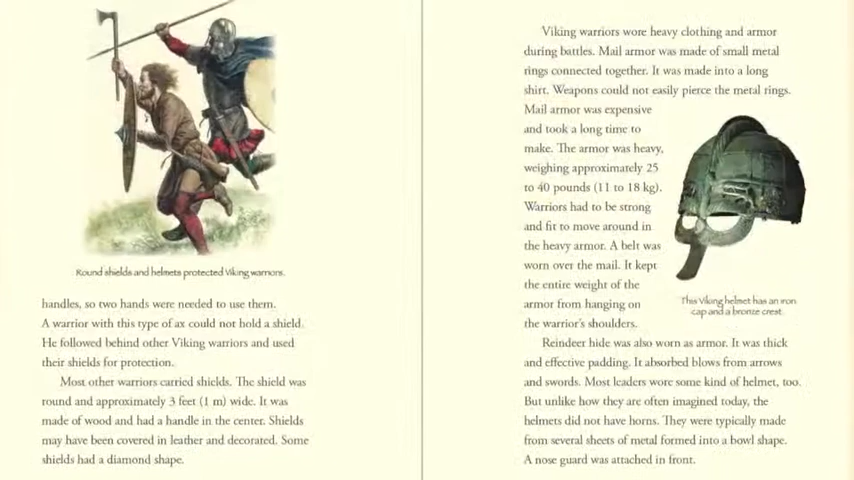 Round shields and helmets protected Viking warriors.
handles, so two hands were needed to use them.
A warrior with this type of ax could not hold a shield.
He followed behind other Viking warriors and used
their shields for protection.
Most other warriors carried shields. The shield was
round and approximately 3 feet (1 m) wide. It was
made of wood and had a handle in the center. Shields
may have been covered in leather and decorated. Some
shields had a diamond shape.
Viking warriors wore heavy clothing and armor
during battles. Mail armor was made of small metal
rings connected together. It was made into a long
shirt. Weapons could not easily pierce the metal rings.
Mail armor was expensive
and took a long time to
make. The armor was heavy,
weighing approximately 25
to 40 pounds (11 to 18 kg).
Warriors had to be strong
and fit to move around in
the heavy armor. A belt was
worn over the mail. It kept
the entire weight of the
armor from hanging on
the warrior's shoulders.
This Viking helmet has an iron
cap and a bronze crest.
Reindeer hide was also worn as armor. It was thick
and effective padding. It absorbed blows from arrows
and swords. Most leaders wore some kind of helmet, too.
But unlike how they are often imagined today, the
helmets did not have horns. They were typically made
from several sheets of metal formed into a bowl shape.
A nose guard was attached in front.